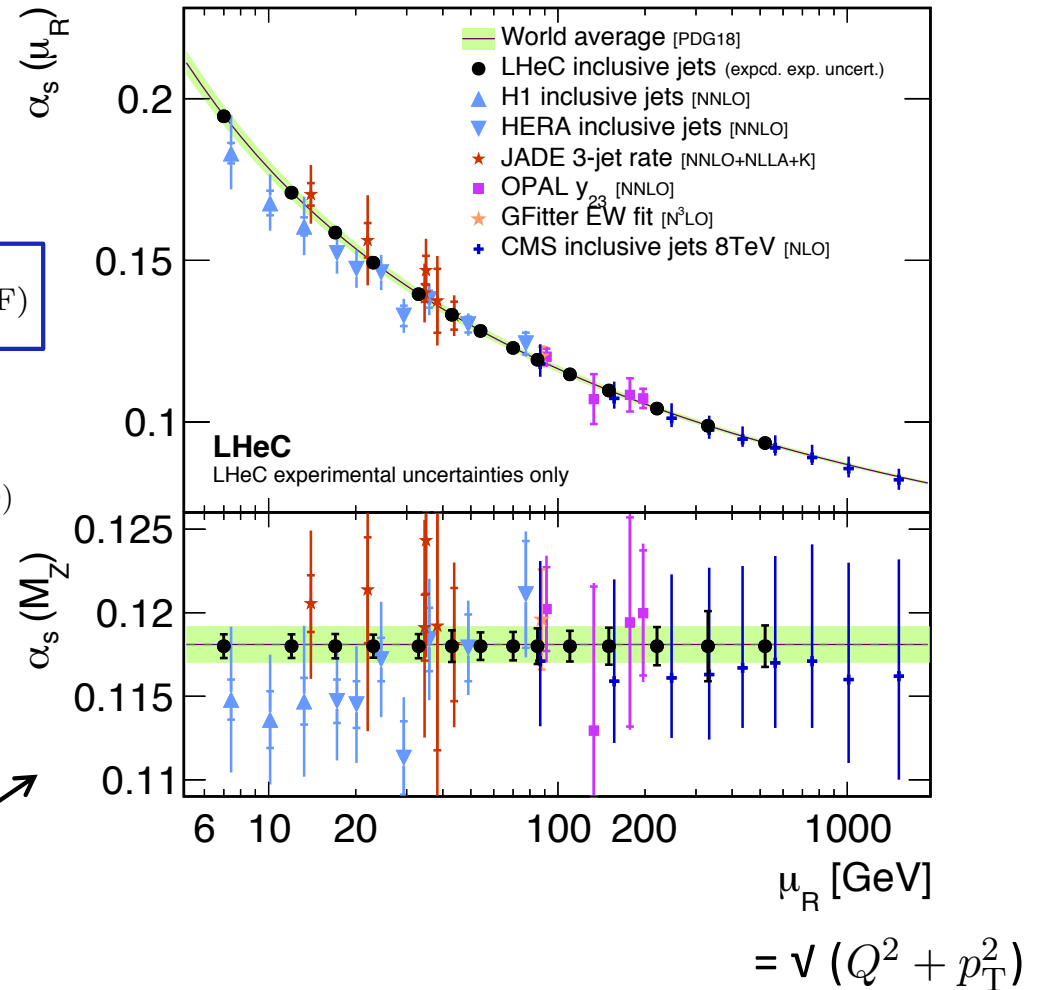 α_s (μ_R)
0.2
0.15
0.1
World average [PDG18]
LHeC inclusive jets (expcd. exp. uncert.)
H1 inclusive jets [NNLO]
HERA inclusive jets [NNLO]
JADE 3-jet rate [NNLO+NLLA+K]
OPAL y_23 [NNLO]
GFitter EW fit [N³LO]
CMS inclusive jets 8TeV [NLO]
F)
LHeC
LHeC experimental uncertainties only
)
α_s (M_Z)
0.125
0.12
0.115
0.11
6 10 20 100 200 1000
μ_R [GeV]
= √ (Q² + p_T²)